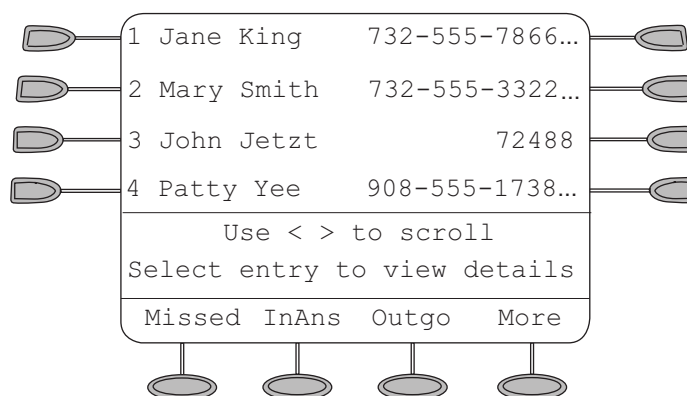 1 Jane King 732-555-7866...
2 Mary Smith 732-555-3322...
3 John Jetzt 72488
4 Patty Yee 908-555-1738...
Use < > to scroll
Select entry to view details
Missed InAns Outgo More